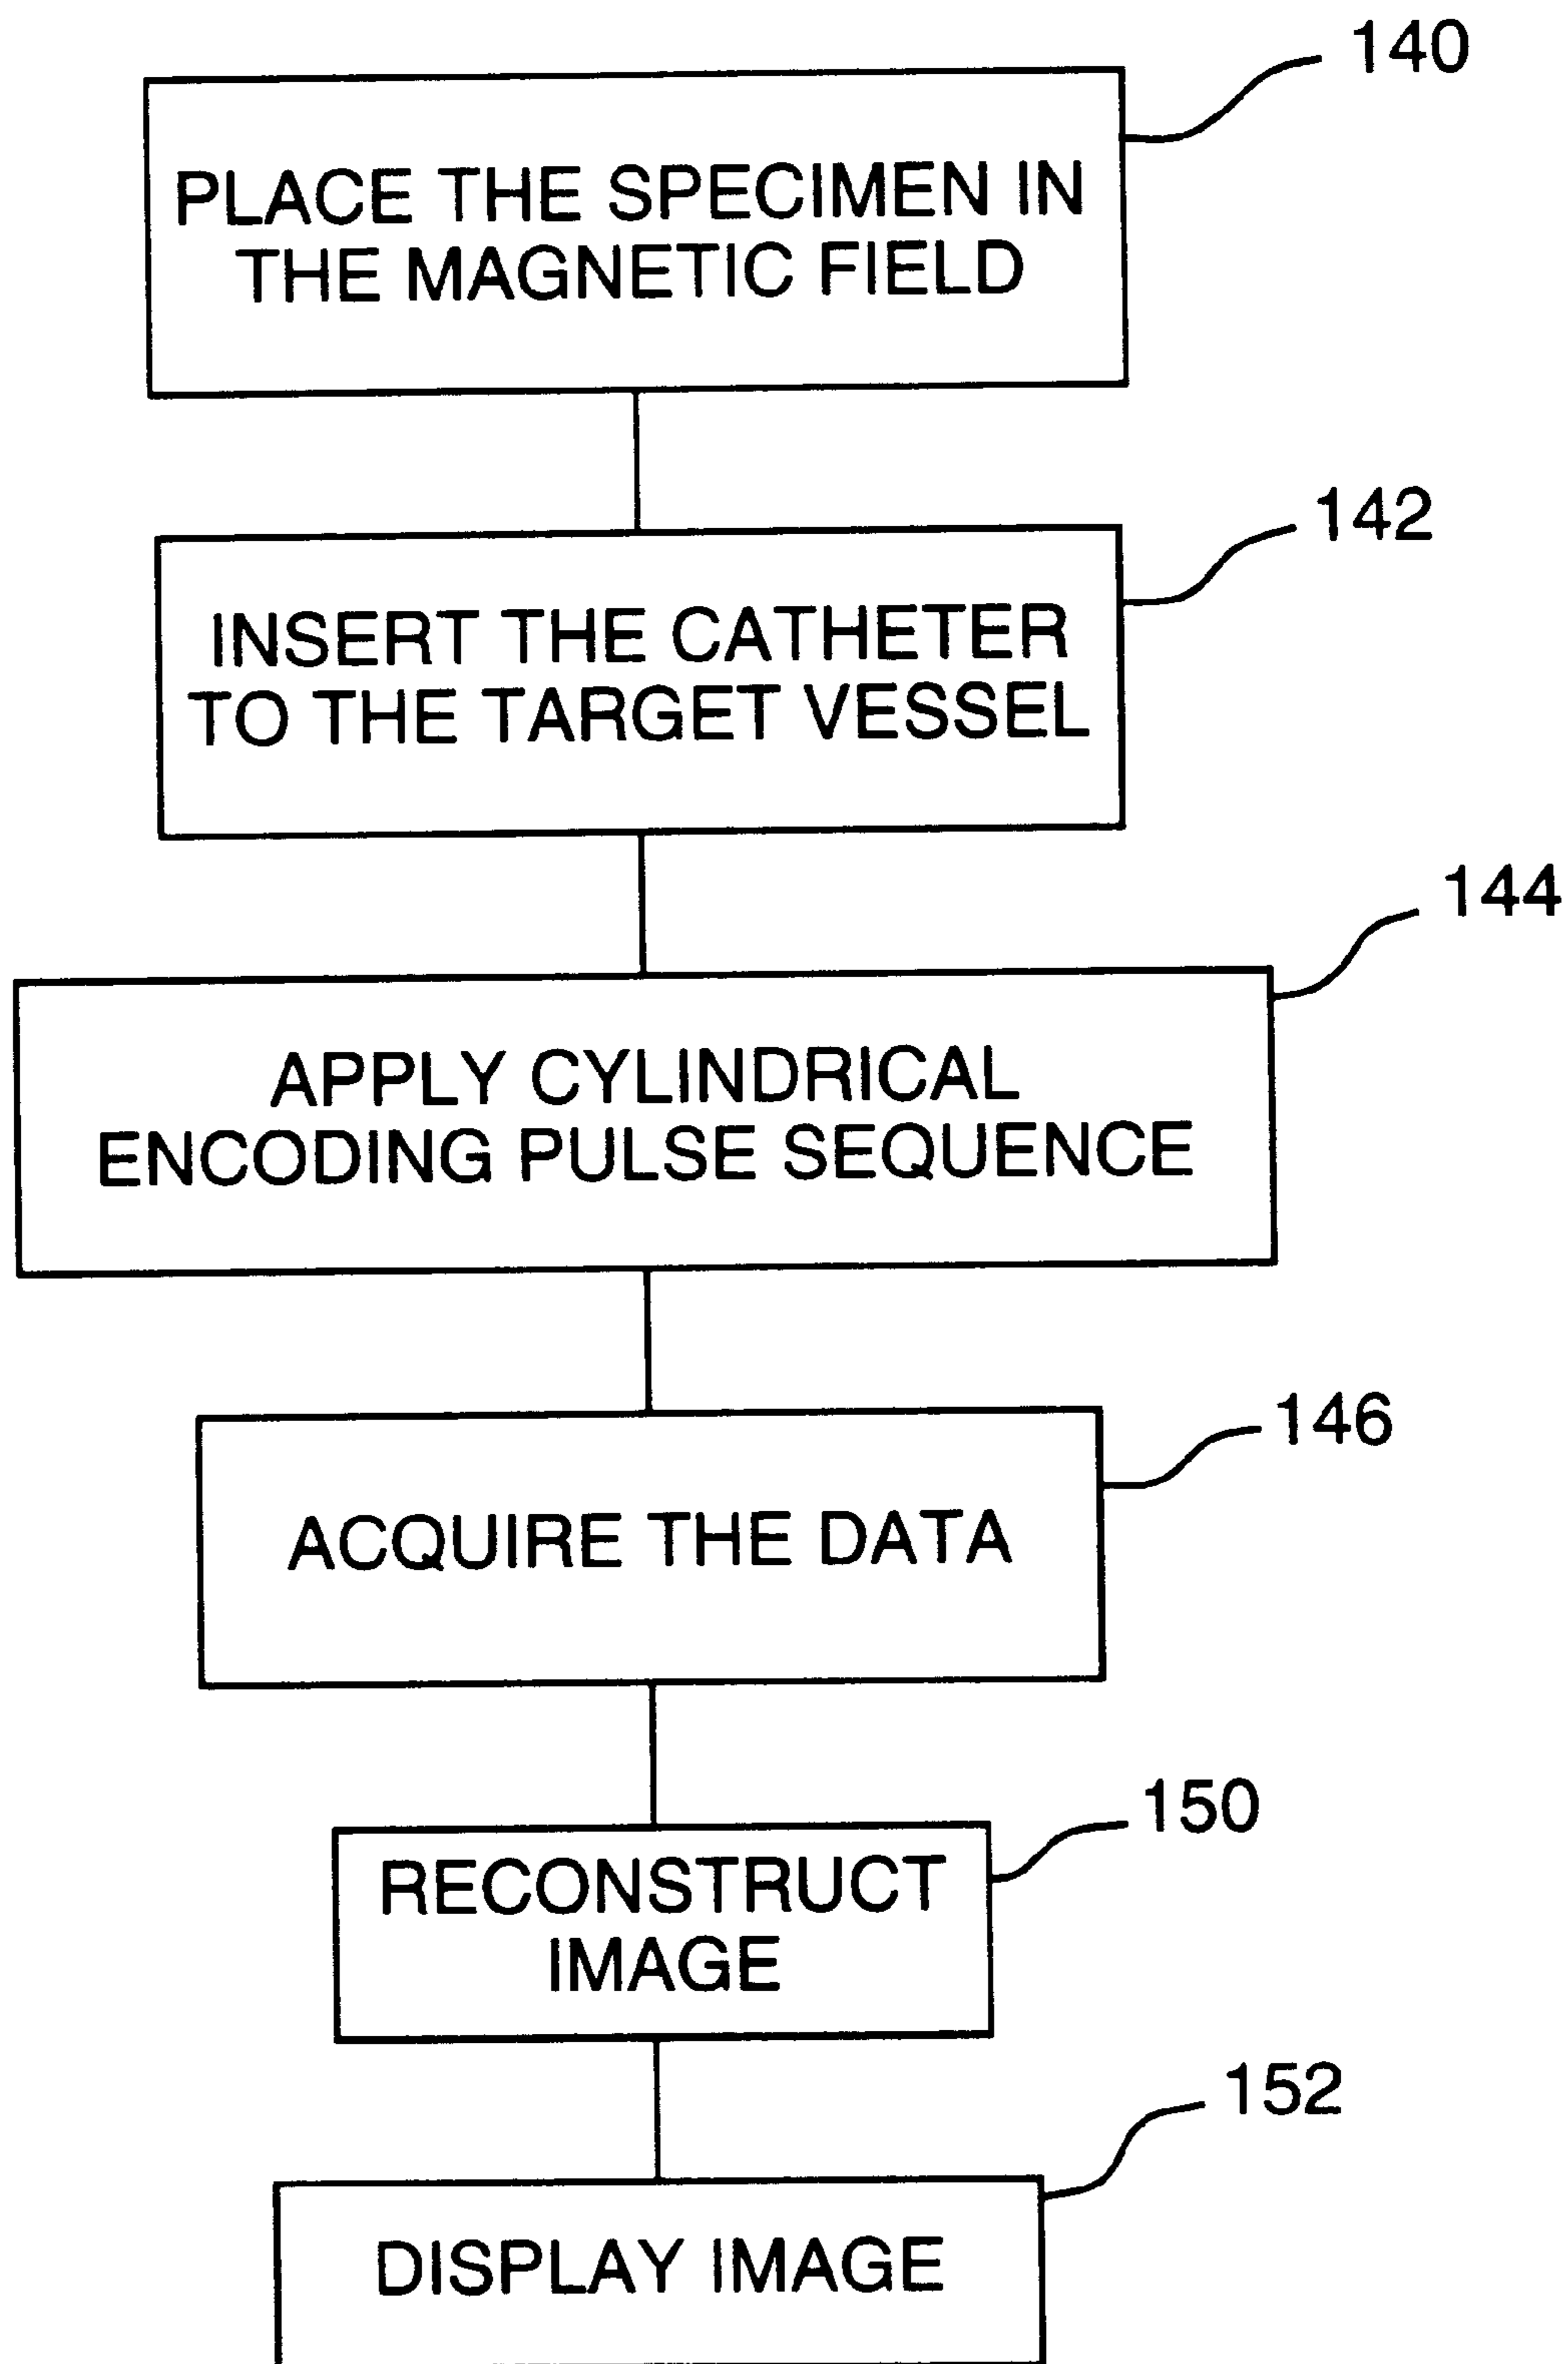 140
PLACE THE SPECIMEN IN
THE MAGNETIC FIELD
142
INSERT THE CATHETER
TO THE TARGET VESSEL
144
APPLY CYLINDRICAL
ENCODING PULSE SEQUENCE
146
ACQUIRE THE DATA
150
RECONSTRUCT
IMAGE
152
DISPLAY IMAGE